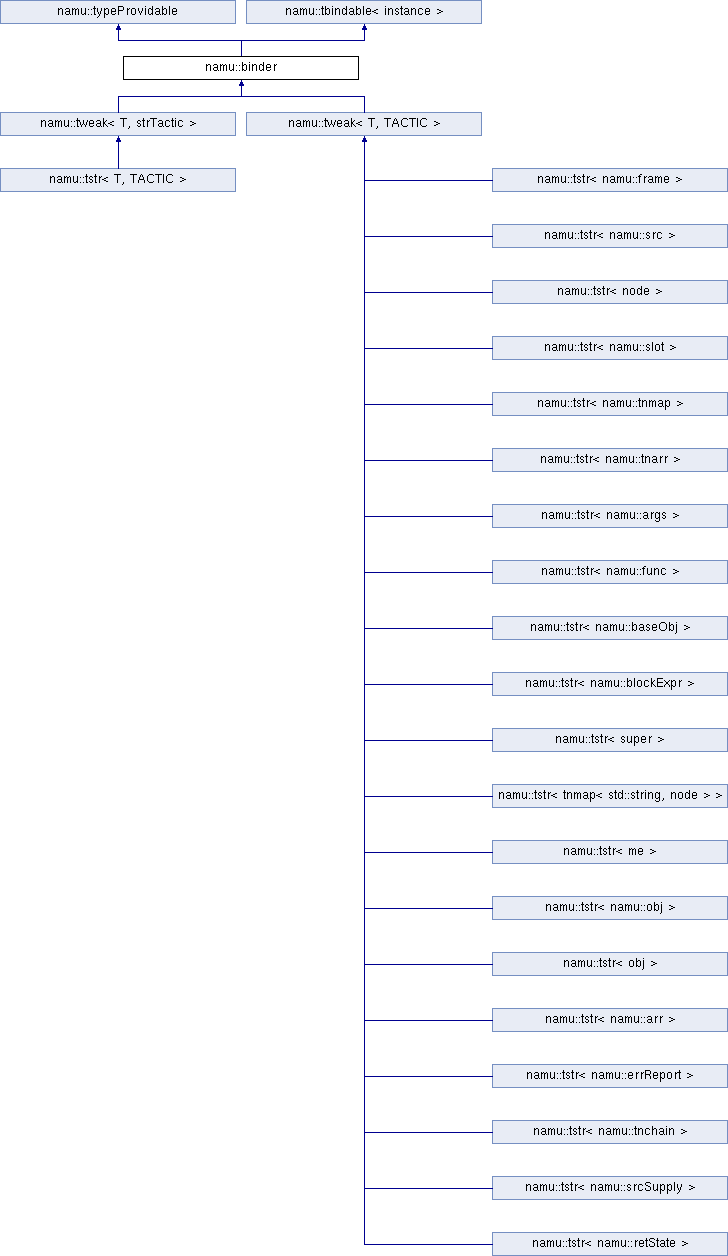 namu::typeProvidable
namu::tbindable< instance >
namu::binder
namu::tweak< T, strTactic >
namu::tweak< T, TACTIC >
namu::tstr< T, TACTIC >
namu::tstr< namu::frame >
namu::tstr< namu::src >
namu::tstr< node >
namu::tstr< namu::slot >
namu::tstr< namu::tnmap >
namu::tstr< namu::tnarr >
namu::tstr< namu::args >
namu::tstr< namu::func >
namu::tstr< namu::baseObj >
namu::tstr< namu::blockExpr >
namu::tstr< super >
namu::tstr< tnmap< std::string, node > >
namu::tstr< me >
namu::tstr< namu::obj >
namu::tstr< obj >
namu::tstr< namu::arr >
namu::tstr< namu::errReport >
namu::tstr< namu::tnchain >
namu::tstr< namu::srcSupply >
namu::tstr< namu::retState >